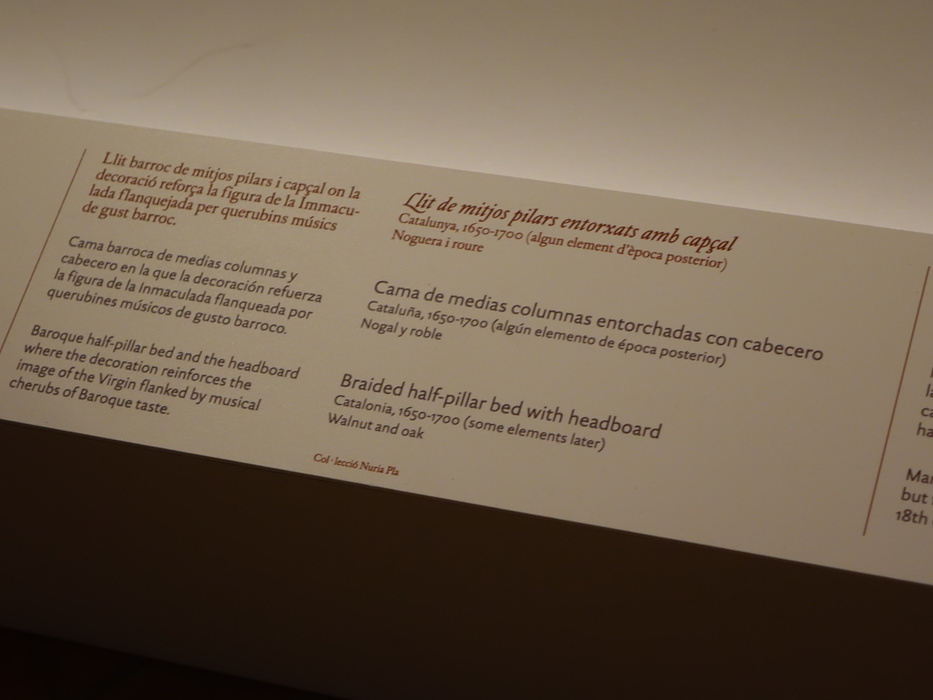 Llit barroc de mitjos pilars i capçal on la
decoració reforça la figura de la Immacu-
lada flanquejada per querubins músics
de gust barroc.
Cama barroca de medias columnas y
cabecero en la que la decoración refuerza
la figura de la Inmaculada flanqueada por
querubines músicos de gusto barroco.
Baroque half-pillar bed and the headboard
where the decoration reinforces the
image of the Virgin flanked by musical
cherubs of Baroque taste.
Llit de mitjos pilars entorxats amb capçal
Catalunya, 1650-1700 (algun element d'època posterior)
Noguera i roure
Cama de medias columnas entorchadas con cabecero
Cataluña, 1650-1700 (algún elemento de época posterior)
Nogal y roble
Braided half-pillar bed with headboard
Catalonia, 1650-1700 (some elements later)
Walnut and oak
Col·lecció Nuria Pla
but
18th